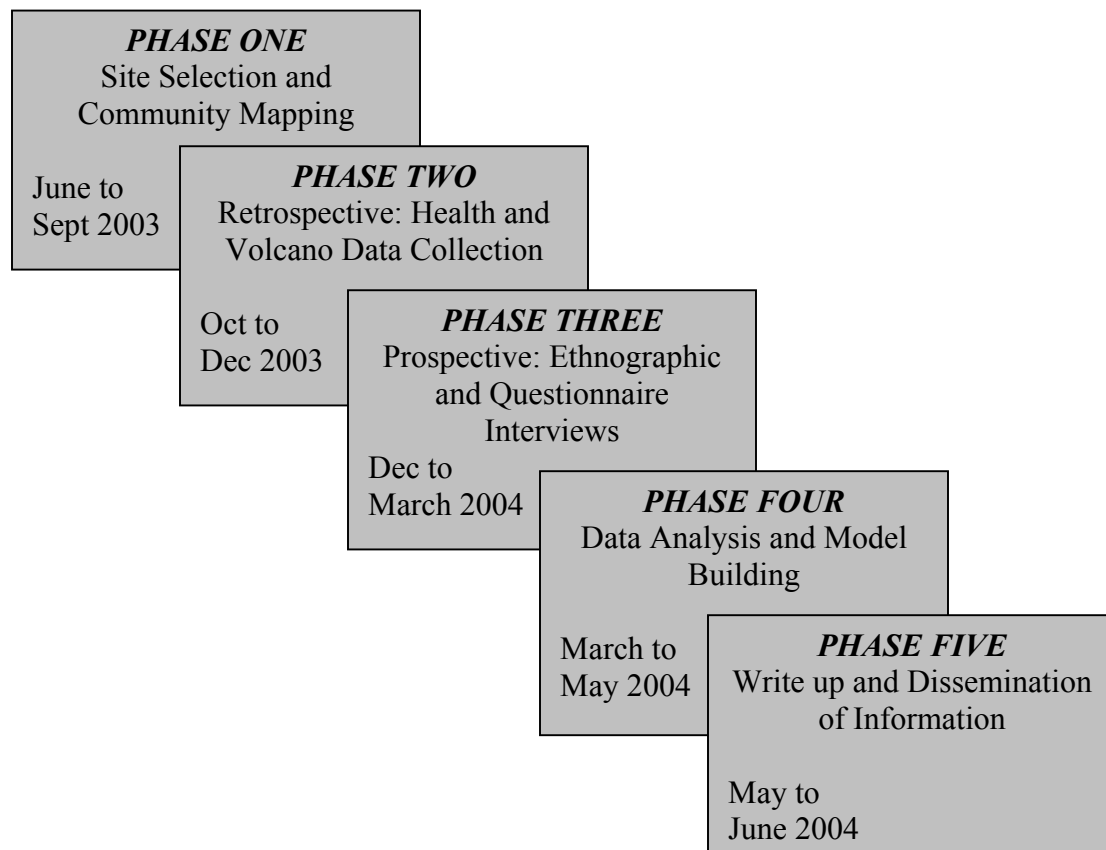 PHASE ONE
Site Selection and
Community Mapping
June to
Sept 2003
PHASE TWO
Retrospective: Health and
Volcano Data Collection
Oct to
Dec 2003
PHASE THREE
Prospective: Ethnographic
and Questionnaire
Interviews
Dec to
March 2004
PHASE FOUR
Data Analysis and Model
Building
March to
May 2004
PHASE FIVE
Write up and Dissemination
of Information
May to
June 2004